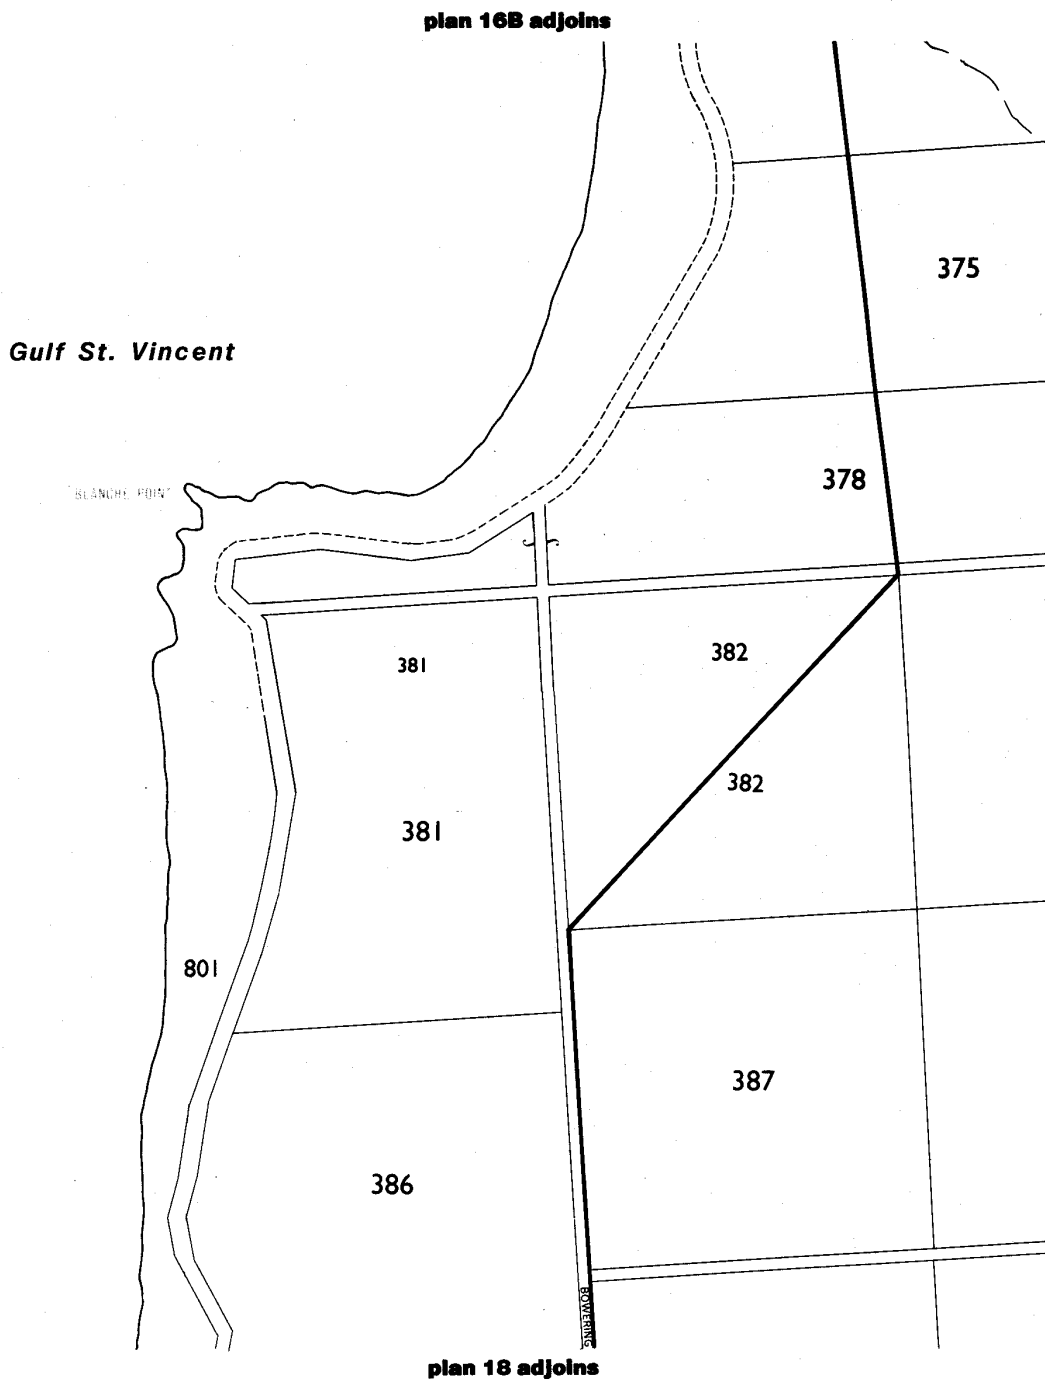 plan 16B adjoins
375
Gulf St. Vincent
378
BLANCHE POINT
382
381
382
381
801
387
386
BOWERING
plan 18 adjoins